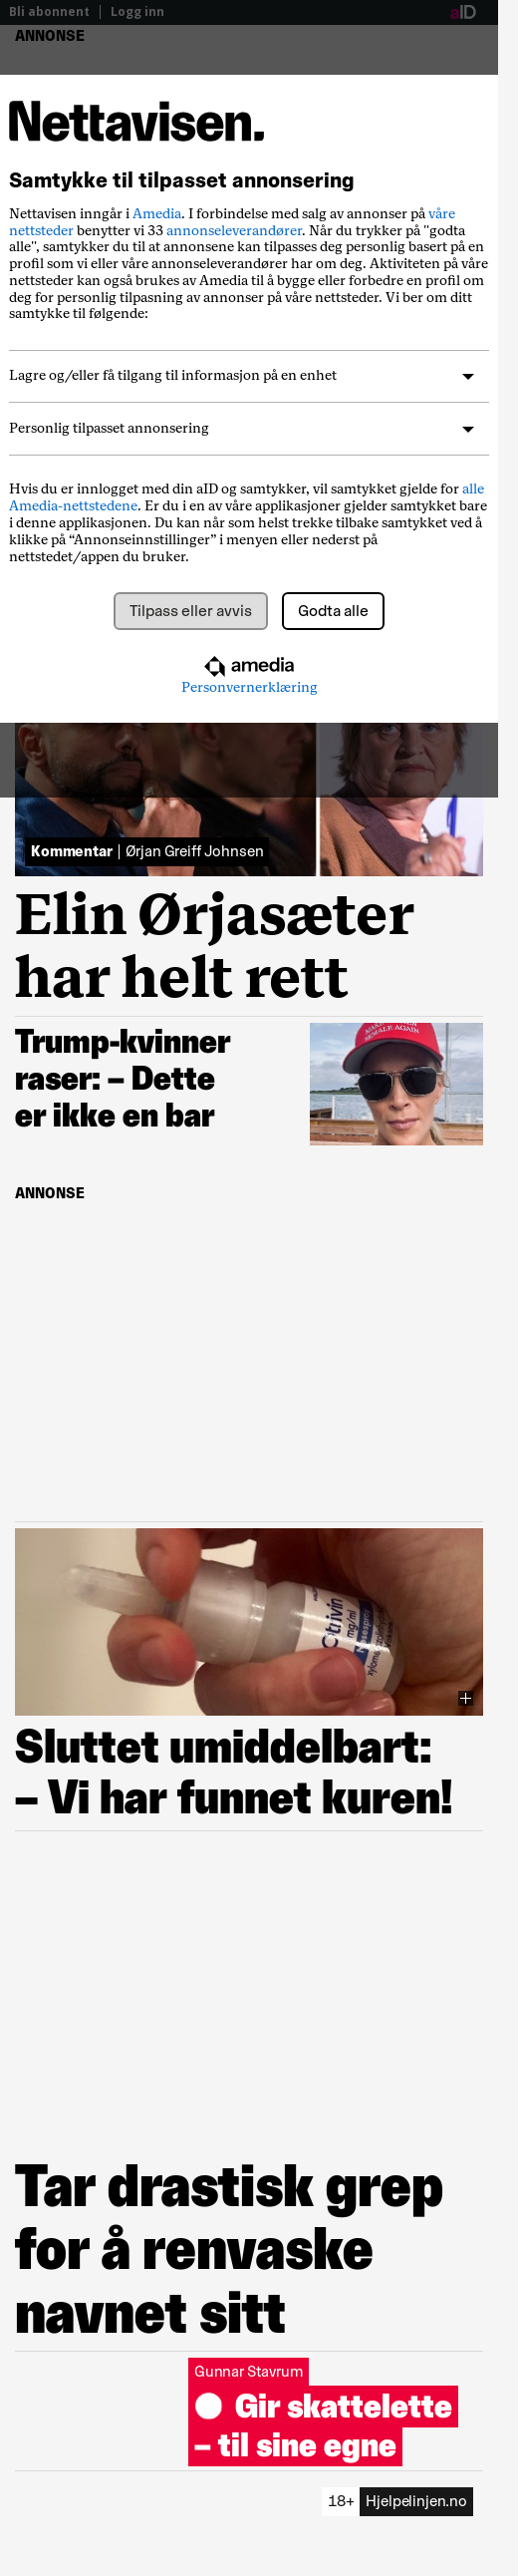 Bli abonnent | Logg inn
aID
ANNONSE
Nettavisen.
Samtykke til tilpasset annonsering
Nettavisen inngår i Amedia. I forbindelse med salg av annonser på våre
nettsteder benytter vi 33 annonseleverandører. Når du trykker på "godta
alle", samtykker du til at annonsene kan tilpasses deg personlig basert på en
profil som vi eller våre annonseleverandører har om deg. Aktiviteten på våre
nettsteder kan også brukes av Amedia til å bygge eller forbedre en profil om
deg for personlig tilpasning av annonser på våre nettsteder. Vi ber om ditt
samtykke til følgende:
Lagre og/eller få tilgang til informasjon på en enhet
Personlig tilpasset annonsering
Hvis du er innlogget med din aID og samtykker, vil samtykket gjelde for alle
Amedia-nettstedene. Er du i en av våre applikasjoner gjelder samtykket bare
i denne applikasjonen. Du kan når som helst trekke tilbake samtykket ved å
klikke på “Annonseinnstillinger” i menyen eller nederst på
nettstedet/appen du bruker.
Tilpass eller avvis Godta alle
amedia
Personvernerklæring
Kommentar | Ørjan Greiff Johnsen
Elin Ørjasæter
har helt rett
Trump-kvinner
raser: – Dette
er ikke en bar
ANNONSE
Otrivin
mg/ml
Nesespray
Sluttet umiddelbart:
– Vi har funnet kuren!
Tar drastisk grep
for å renvaske
navnet sitt
Gunnar Stavrum
Gir skattelette
– til sine egne
18+ Hjelpelinjen.no